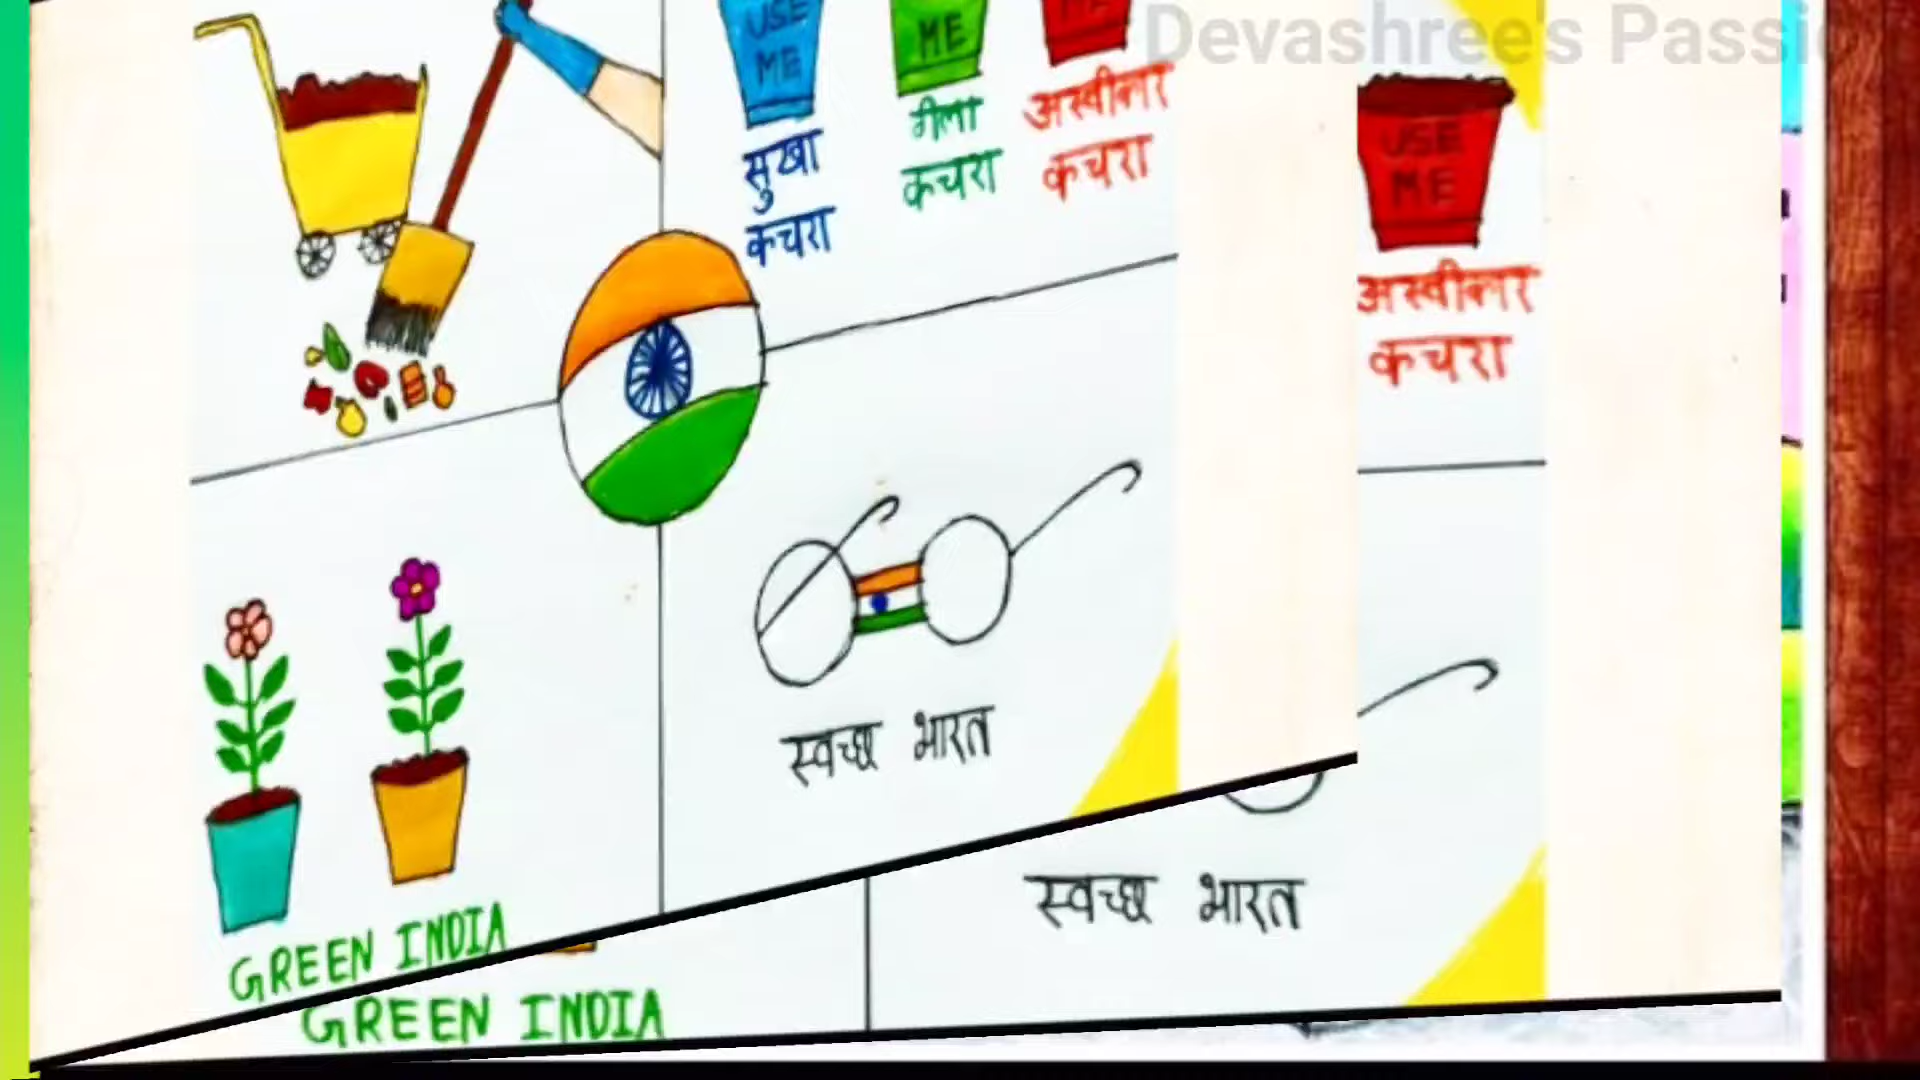 Devashree's Passi
USE
ME
ME
ME
सुखा
कचरा
गीला
कचरा
अस्वीकार
कचरा
USE
ME
अस्वीकार
कचरा
स्वच्छ भारत
GREEN INDIA
स्वच्छ भारत
GREEN INDIA